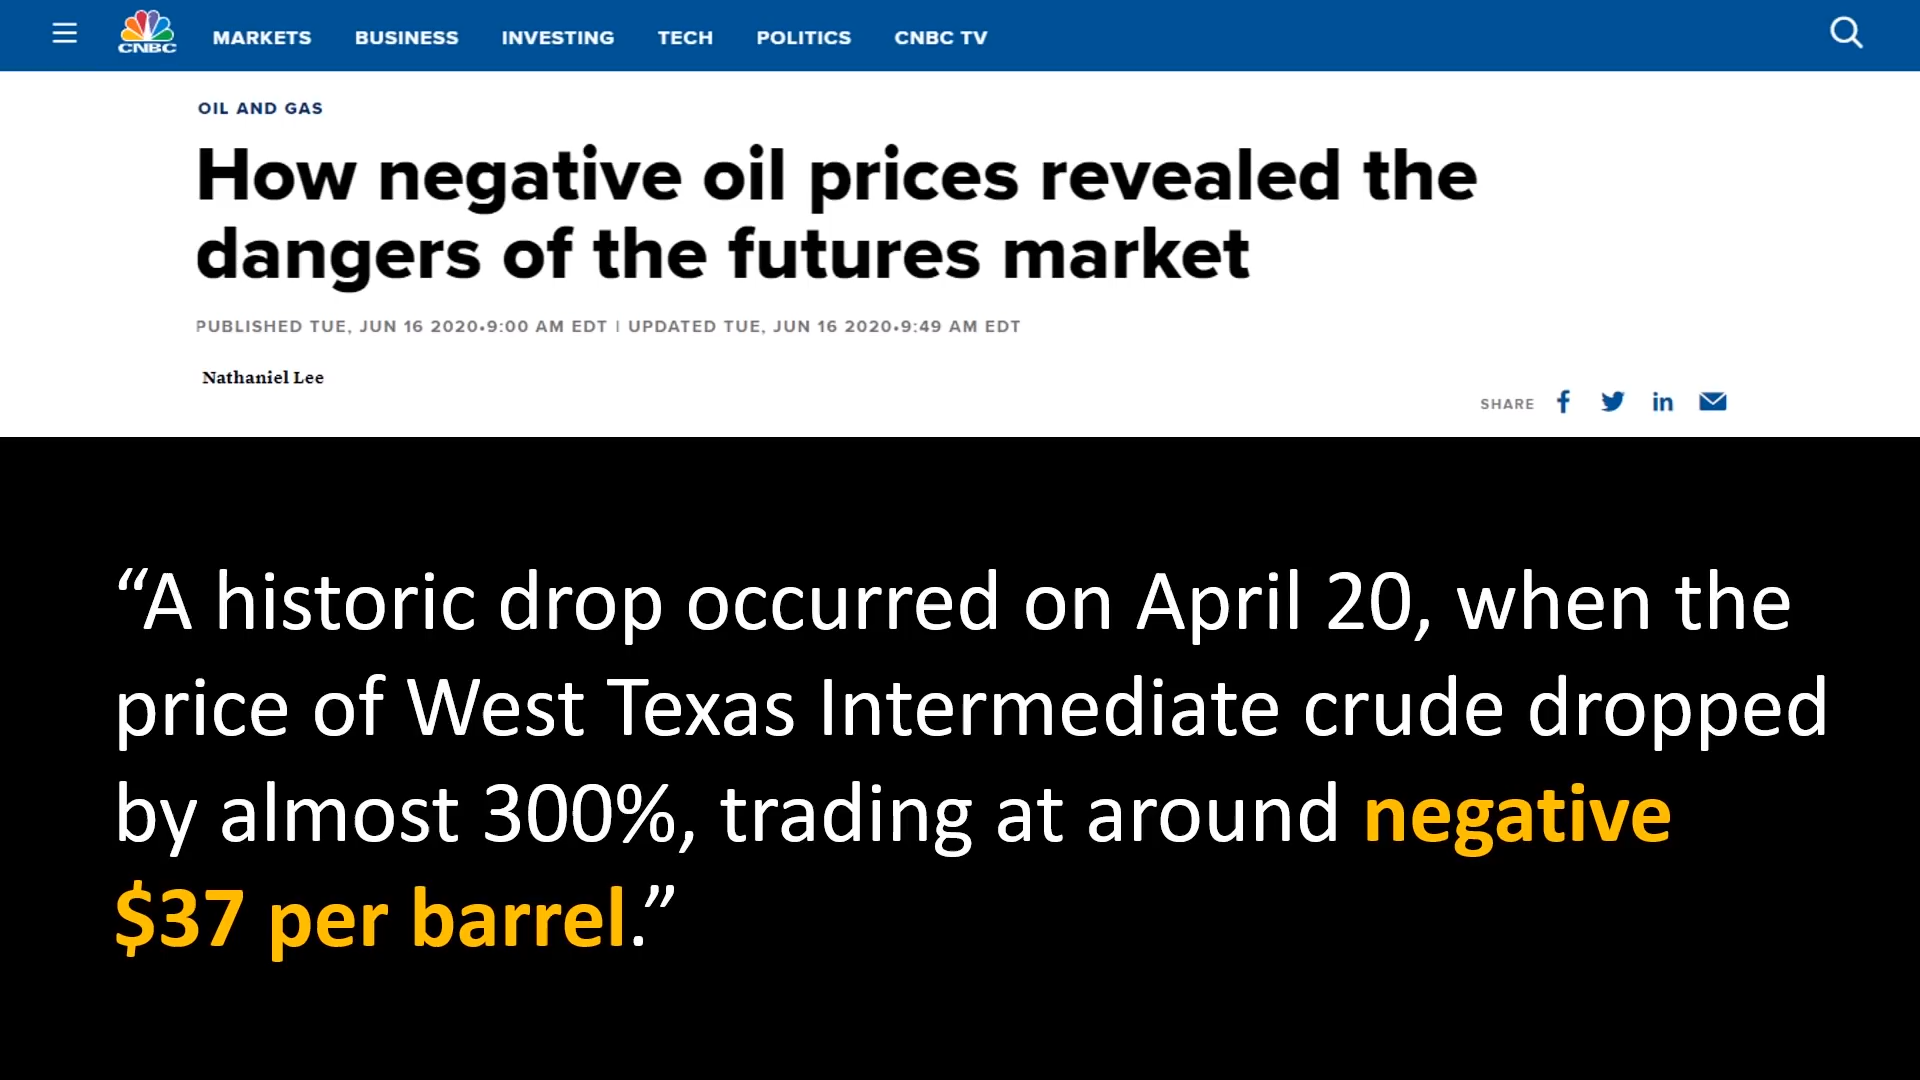 CNBC MARKETS BUSINESS INVESTING TECH POLITICS CNBC TV
OIL AND GAS
How negative oil prices revealed the
dangers of the futures market
PUBLISHED TUE, JUN 16 2020•9:00 AM EDT | UPDATED TUE, JUN 16 2020•9:49 AM EDT
Nathaniel Lee
SHARE
“A historic drop occurred on April 20, when the
price of West Texas Intermediate crude dropped
by almost 300%, trading at around negative
$37 per barrel.”